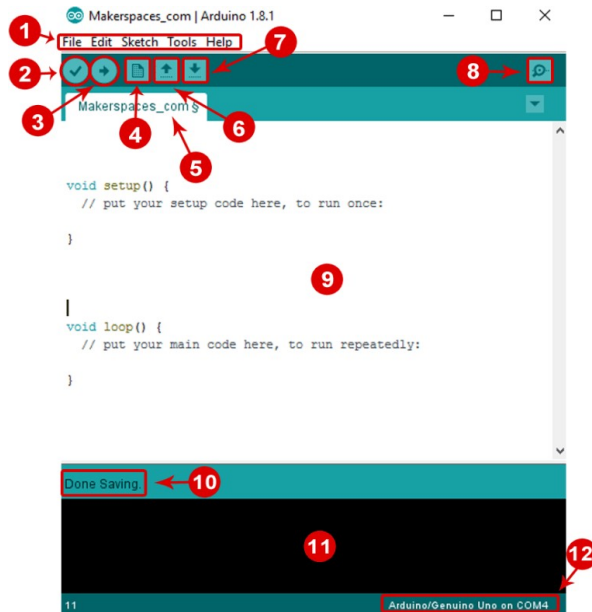 Makerspaces_com | Arduino 1.8.1
1
7
File Edit Sketch Tools Help
2
8
3
4
6
Makerspaces_com §
5
void setup() {
// put your setup code here, to run once:
}
9
void loop() {
// put your main code here, to run repeatedly:
}
Done Saving.
10
11
12
11
Arduino/Genuino Uno on COM4